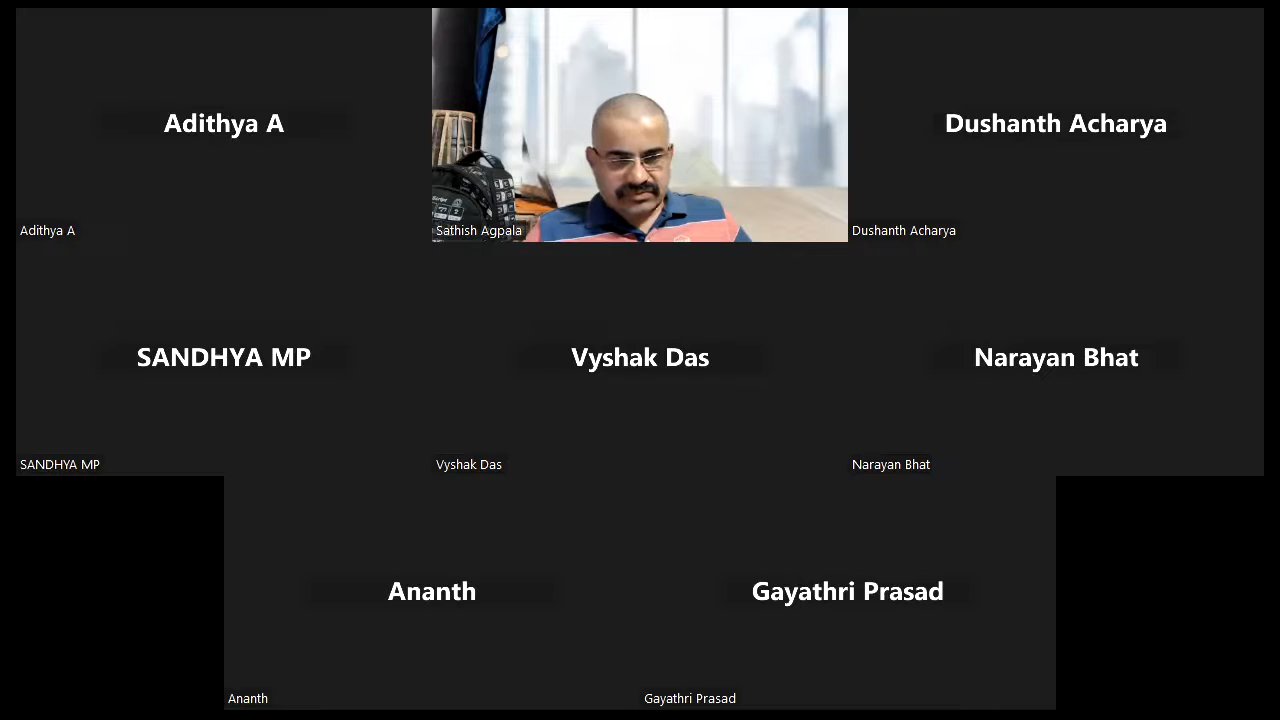 Adithya A
Adithya A
Sathish Agpala
Dushanth Acharya
Dushanth Acharya
SANDHYA MP
SANDHYA MP
Vyshak Das
Vyshak Das
Narayan Bhat
Narayan Bhat
Ananth
Ananth
Gayathri Prasad
Gayathri Prasad